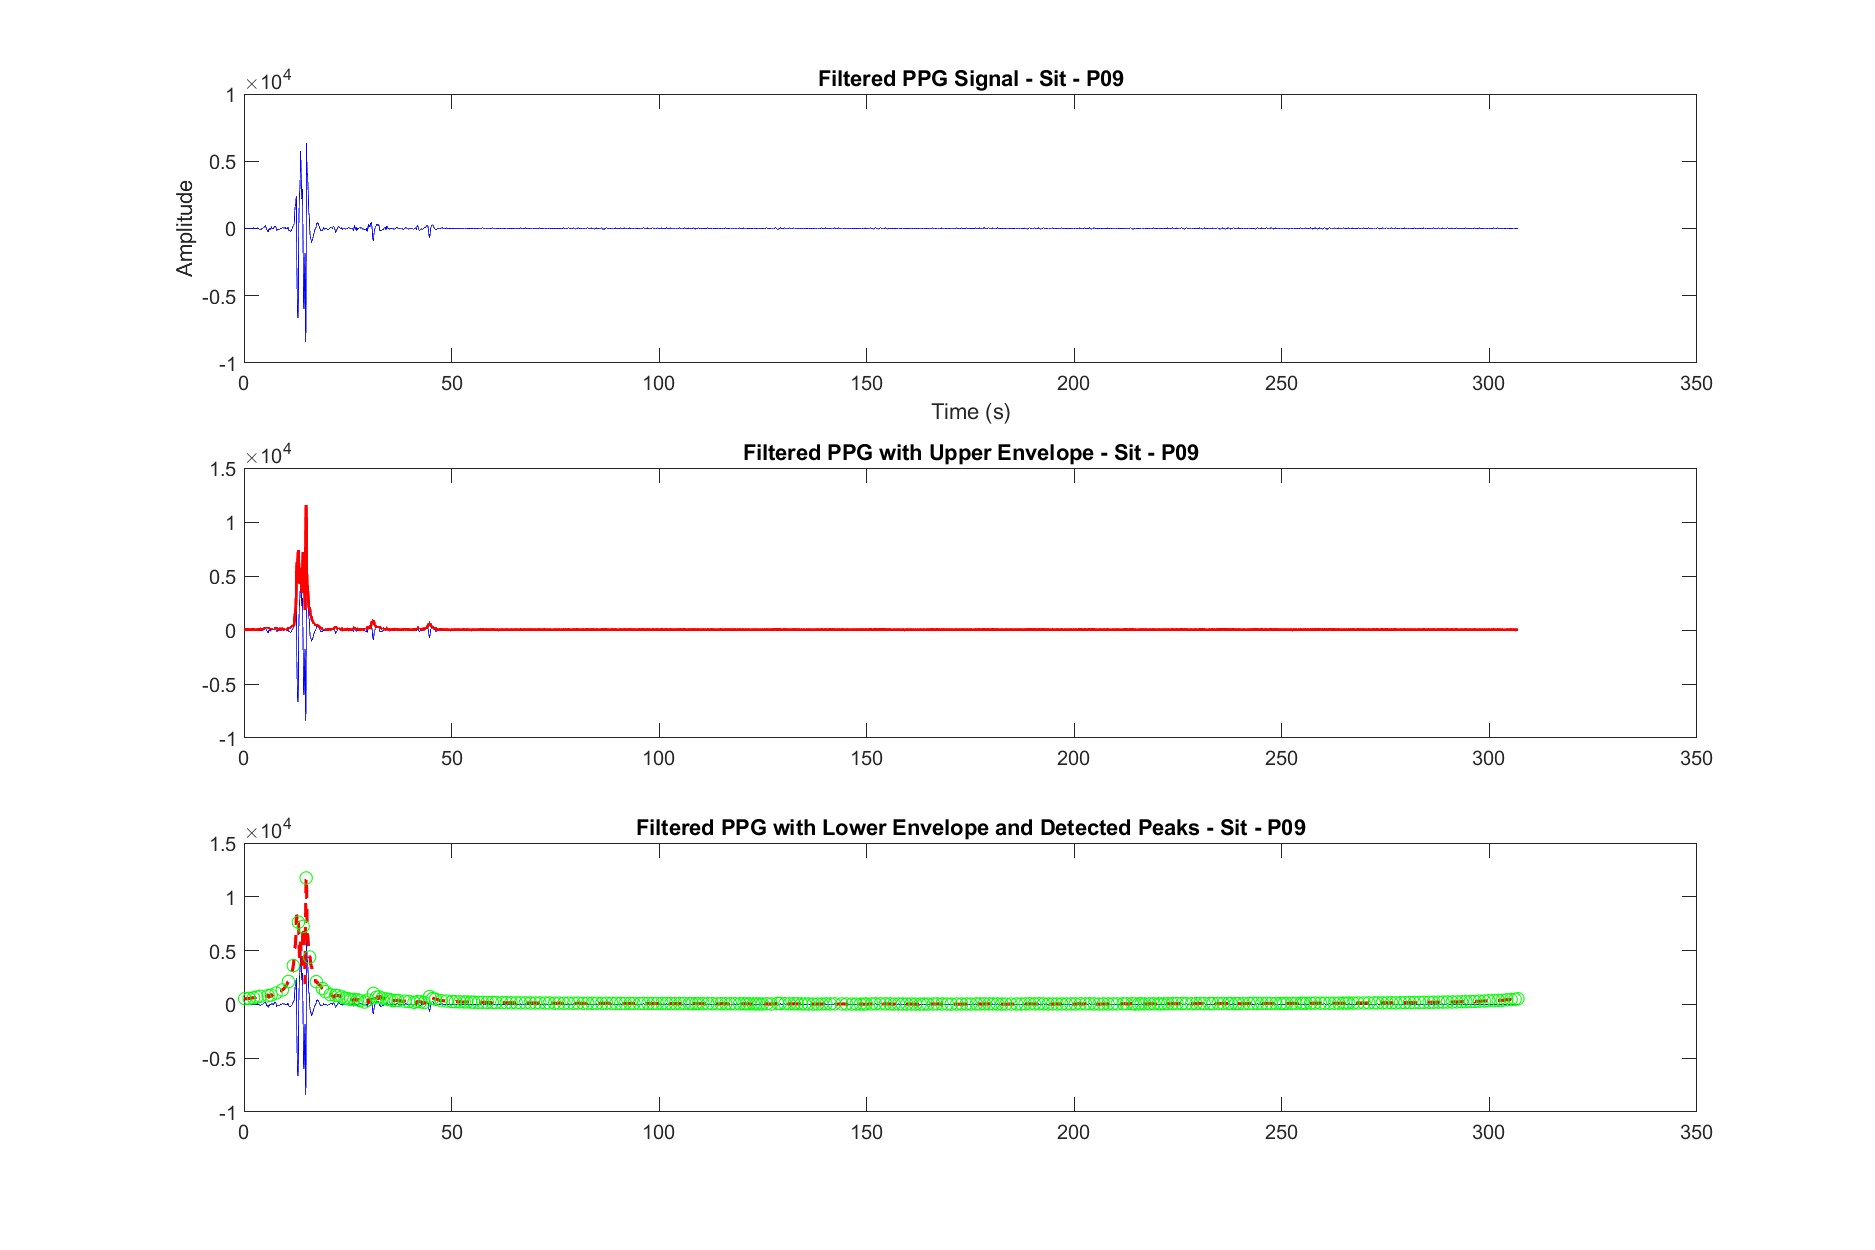 Filtered PPG Signal - Sit - P09
×10^4
1
0.5
0
-0.5
-1
Amplitude
0 50 100 150 200 250 300 350
Time (s)
Filtered PPG with Upper Envelope - Sit - P09
×10^4
1.5
1
0.5
0
-0.5
-1
0 50 100 150 200 250 300 350
Filtered PPG with Lower Envelope and Detected Peaks - Sit - P09
×10^4
1.5
1
0.5
0
-0.5
-1
0 50 100 150 200 250 300 350